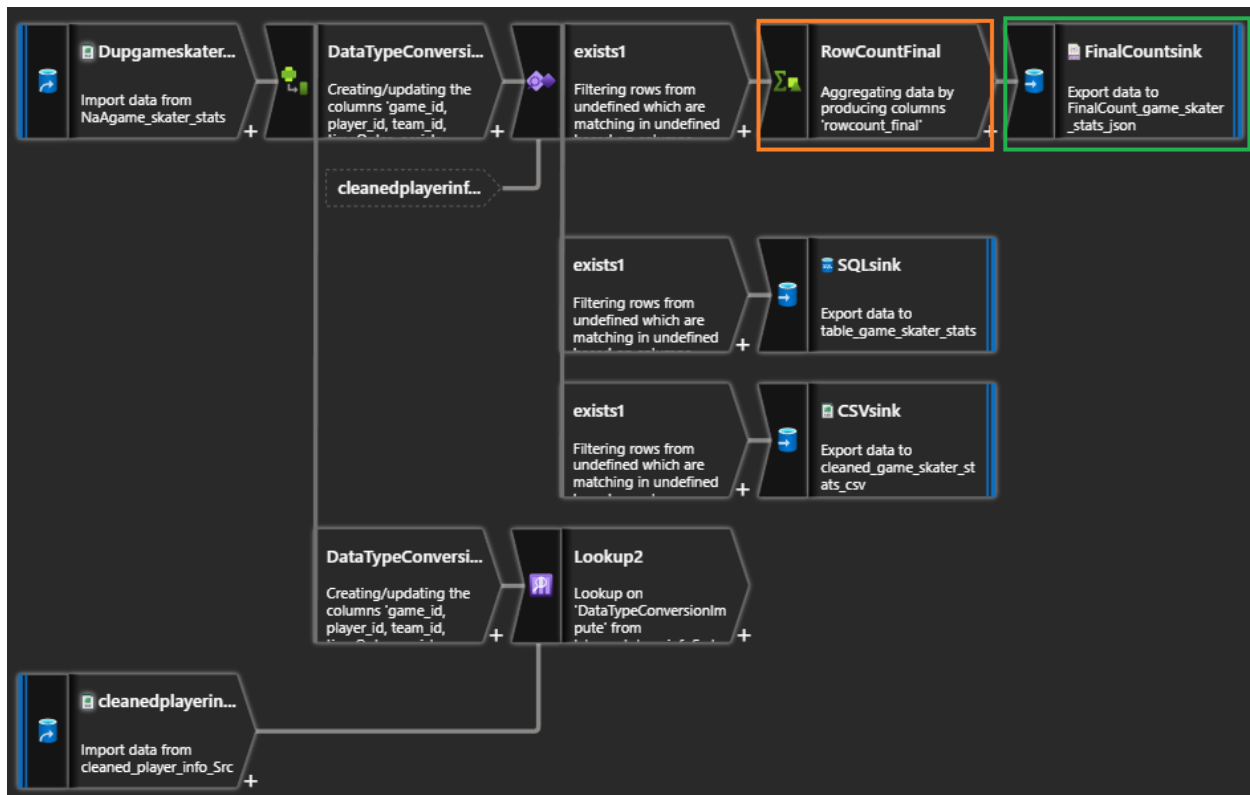 Dupgameskater...
Import data from
NaAgame_skater_stats
+
DataTypeConversi...
Creating/updating the
columns 'game_id,
player_id, team_id,
+
exists1
Filtering rows from
undefined which are
matching in undefined
+
RowCountFinal
Aggregating data by
producing columns
'rowcount_final'
+
FinalCountsink
Export data to
FinalCount_game_skater
_stats_json
cleanedplayerinf...
exists1
Filtering rows from
undefined which are
matching in undefined
+
SQLsink
Export data to
table_game_skater_stats
exists1
Filtering rows from
undefined which are
matching in undefined
+
CSVsink
Export data to
cleaned_game_skater_st
ats_csv
DataTypeConversi...
Creating/updating the
columns 'game_id,
player_id, team_id,
+
Lookup2
Lookup on
'DataTypeConversionIm
pute' from
+
cleanedplayerin...
Import data from
cleaned_player_info_Src
+